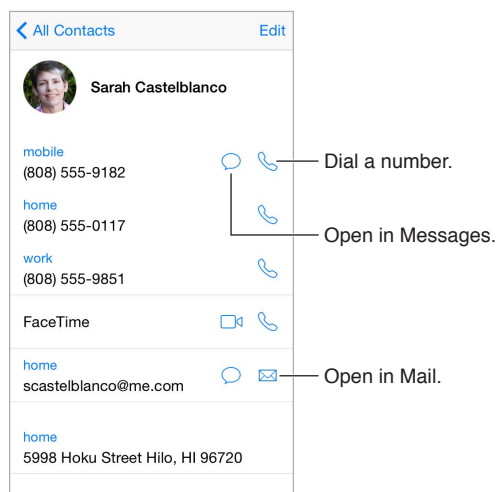 All Contacts Edit
Sarah Castelblanco
mobile
(808) 555-9182
Dial a number.
home
(808) 555-0117
Open in Messages.
work
(808) 555-9851
FaceTime
home
scastelblanco@me.com
Open in Mail.
home
5998 Hoku Street Hilo, HI 96720